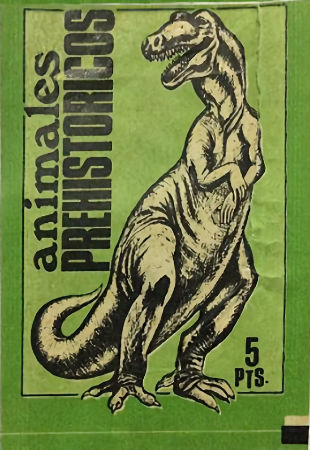 animales
PREHISTORICOS
5
PTS.